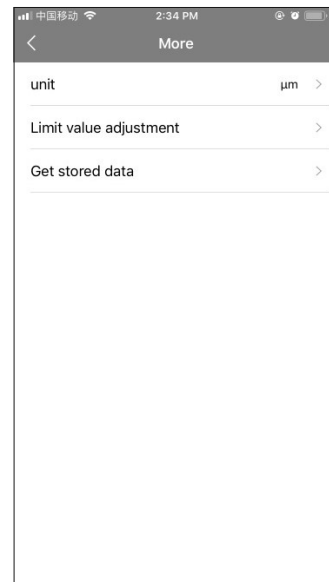 中国移动 2:34 PM
More
unit μm
Limit value adjustment
Get stored data